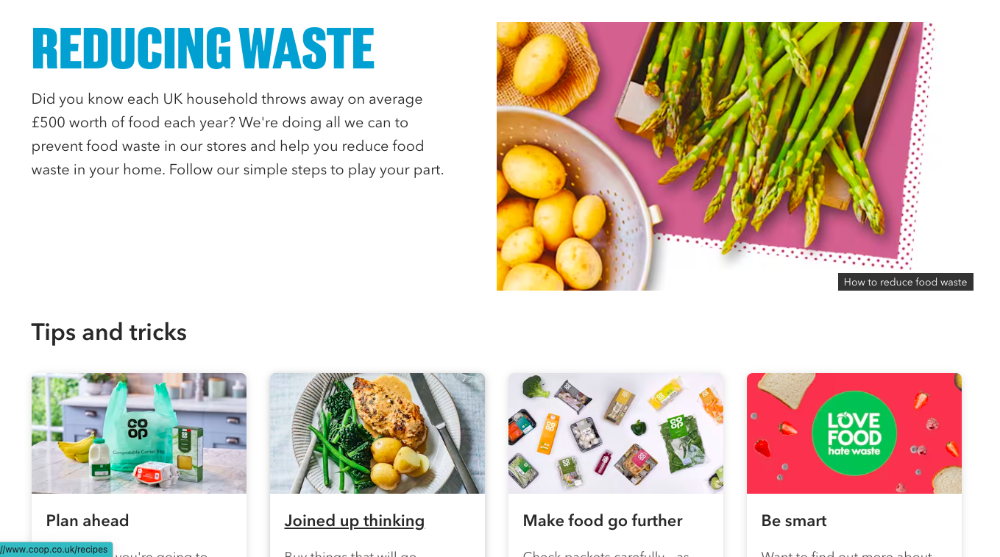 REDUCING WASTE
Did you know each UK household throws away on average
£500 worth of food each year? We're doing all we can to
prevent food waste in our stores and help you reduce food
waste in your home. Follow our simple steps to play your part.
How to reduce food waste
Tips and tricks
CO
OP
Compostable Carrier
LOVE
FOOD
hate waste
Plan ahead
Joined up thinking
Make food go further
Be smart
//www.coop.co.uk/recipes
you're going to
Buy things that will go
Check packets carefully – as
Want to find out more about